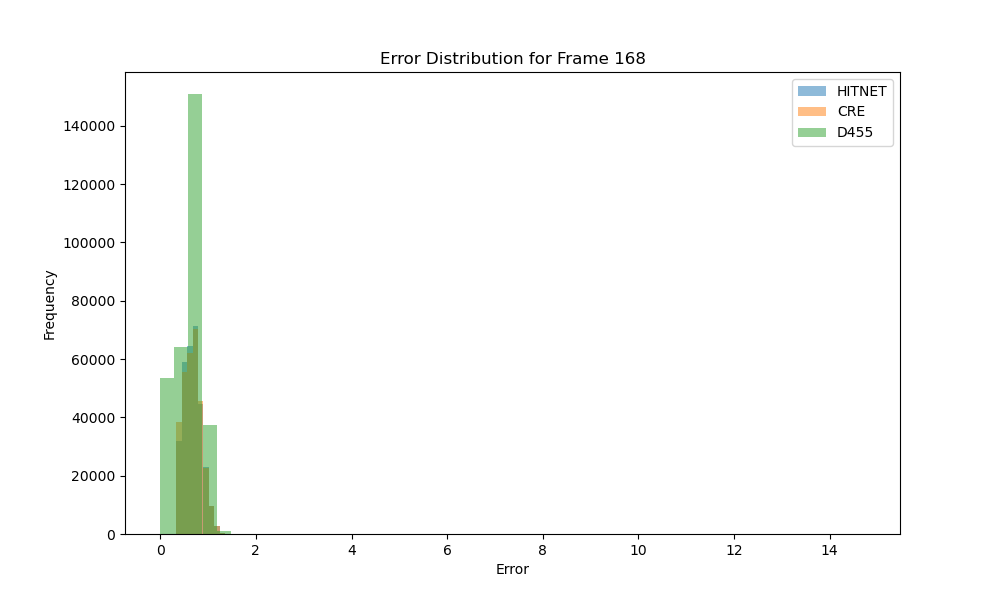 Error Distribution for Frame 168
HITNET
CRE
D455
140000
120000
100000
80000
60000
40000
20000
0
Frequency
0 2 4 6 8 10 12 14
Error